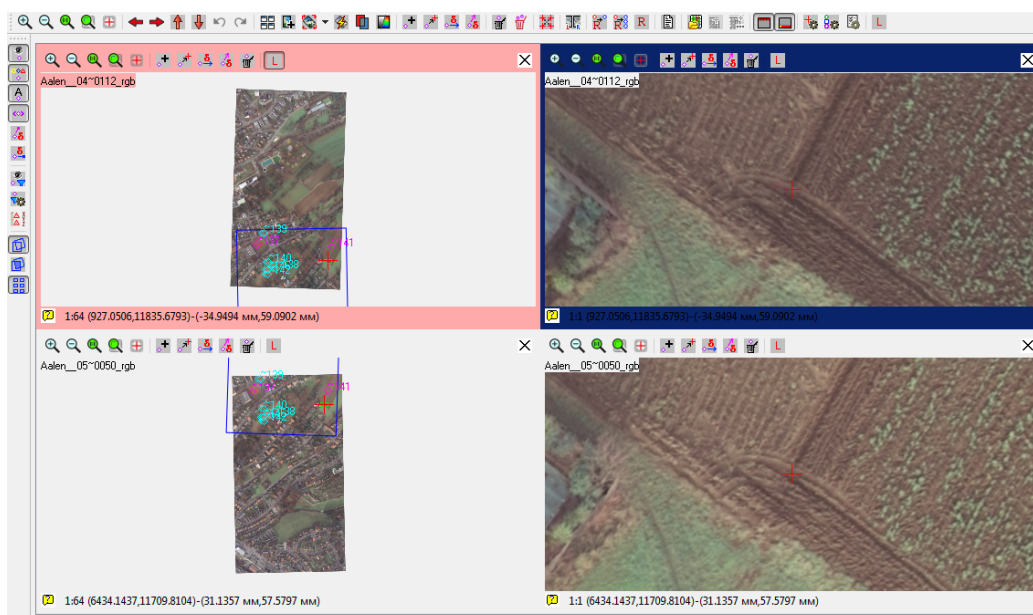 Aalen__04~0112_rgb
~139
~141
~140
1:64 (927.0506,11835.6793)-(-34.9494 мм,59.0902 мм)
Aalen__04~0112_rgb
1:1 (927.0506,11835.6793)-(-34.9494 мм,59.0902 мм)
Aalen__05~0050_rgb
~139
~141
~140
1:64 (6434.1437,11709.8104)-(31.1357 мм,57.5797 мм)
Aalen__05~0050_rgb
1:1 (6434.1437,11709.8104)-(31.1357 мм,57.5797 мм)